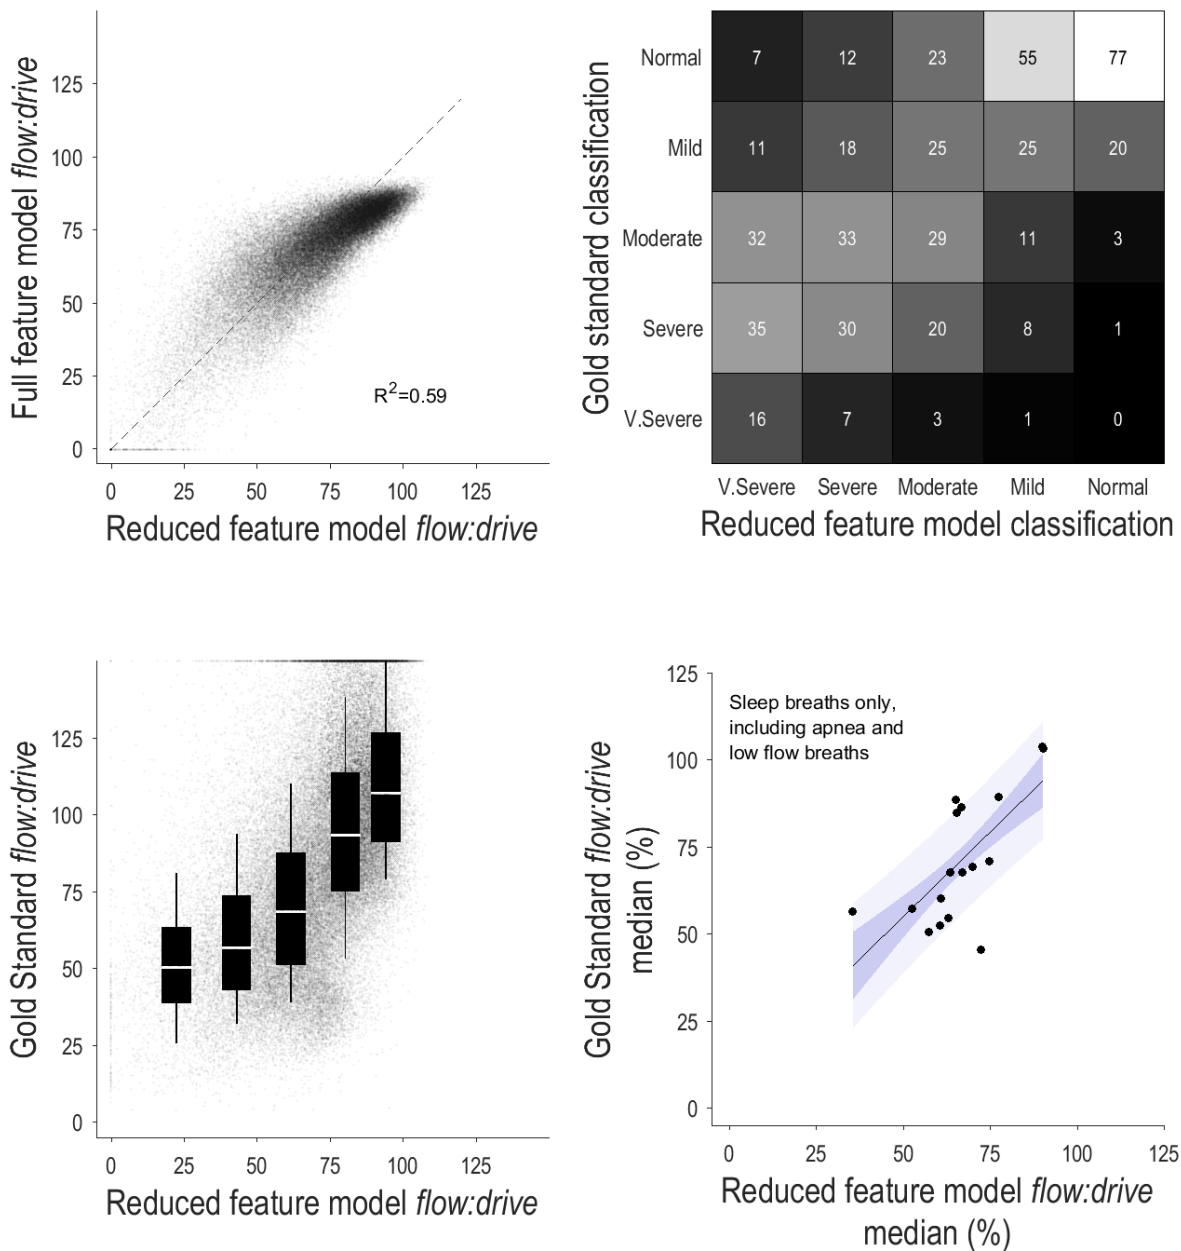 Full feature model flow:drive
125
100
75
50
25
0
R2=0.59
0 25 50 75 100 125
Reduced feature model flow:drive
Gold standard classification
Normal 7 12 23 55 77
Mild 11 18 25 25 20
Moderate 32 33 29 11 3
Severe 35 30 20 8 1
V.Severe 16 7 3 1 0
V.Severe Severe Moderate Mild Normal
Reduced feature model classification
Gold Standard flow:drive
125
100
75
50
25
0
0 25 50 75 100 125
Reduced feature model flow:drive
Gold Standard flow:drive
median (%)
125
Sleep breaths only,
including apnea and
low flow breaths
100
75
50
25
0
0 25 50 75 100 125
Reduced feature model flow:drive
median (%)